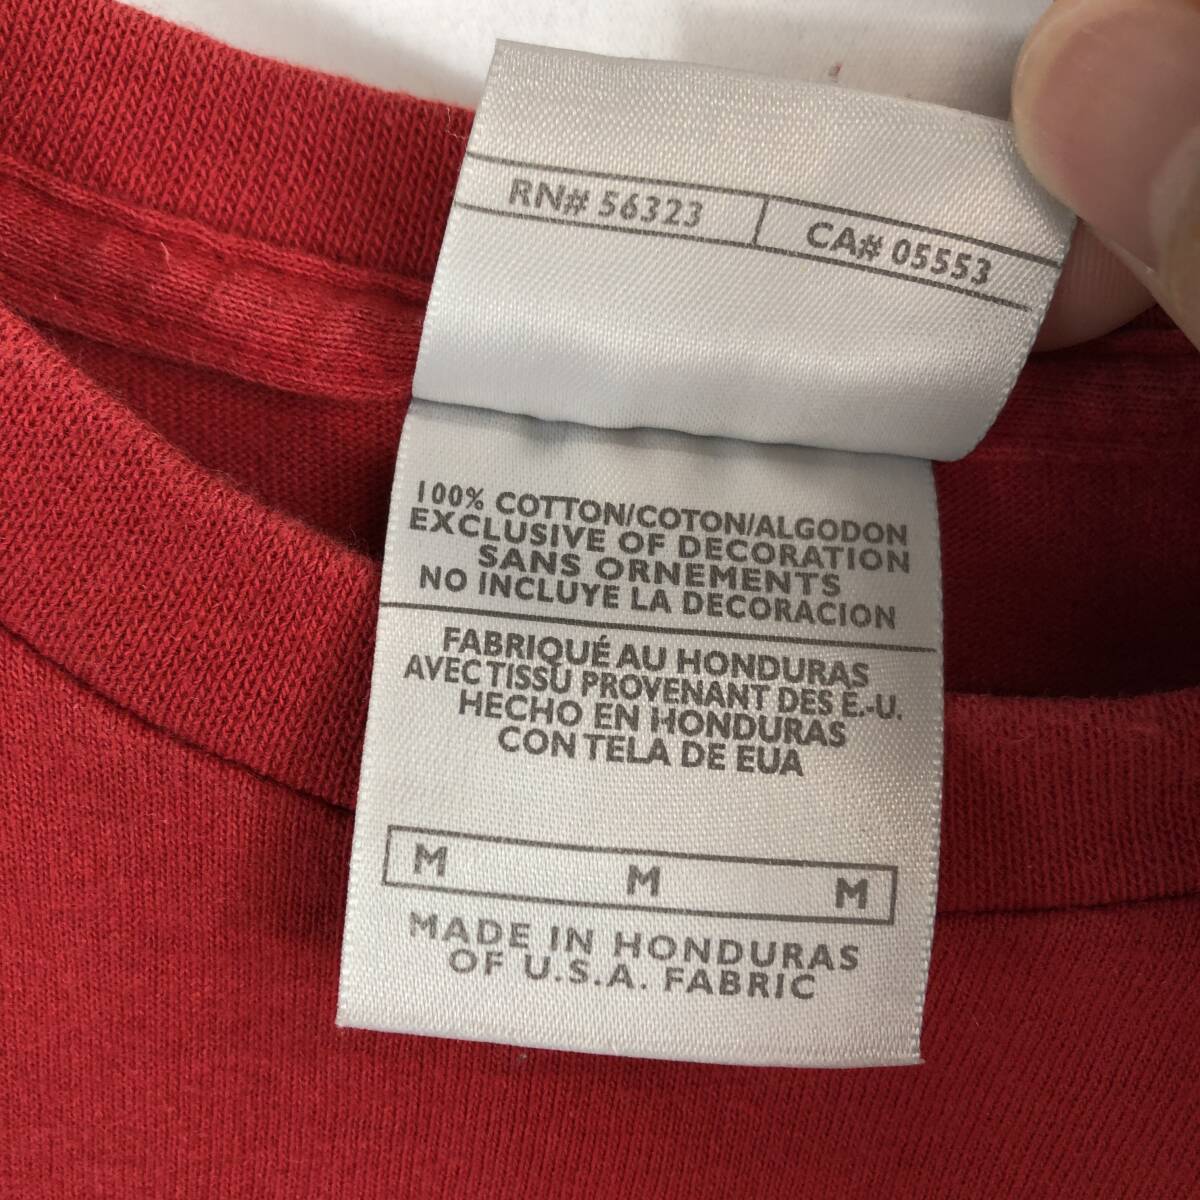 RN# 56323 CA# 05553
100% COTTON/COTON/ALGODON
EXCLUSIVE OF DECORATION
SANS ORNEMENTS
NO INCLUYE LA DECORACION
FABRIQUÉ AU HONDURAS
AVEC TISSU PROVENANT DES É.-U.
HECHO EN HONDURAS
CON TELA DE EUA
M M M
MADE IN HONDURAS
OF U.S.A. FABRIC